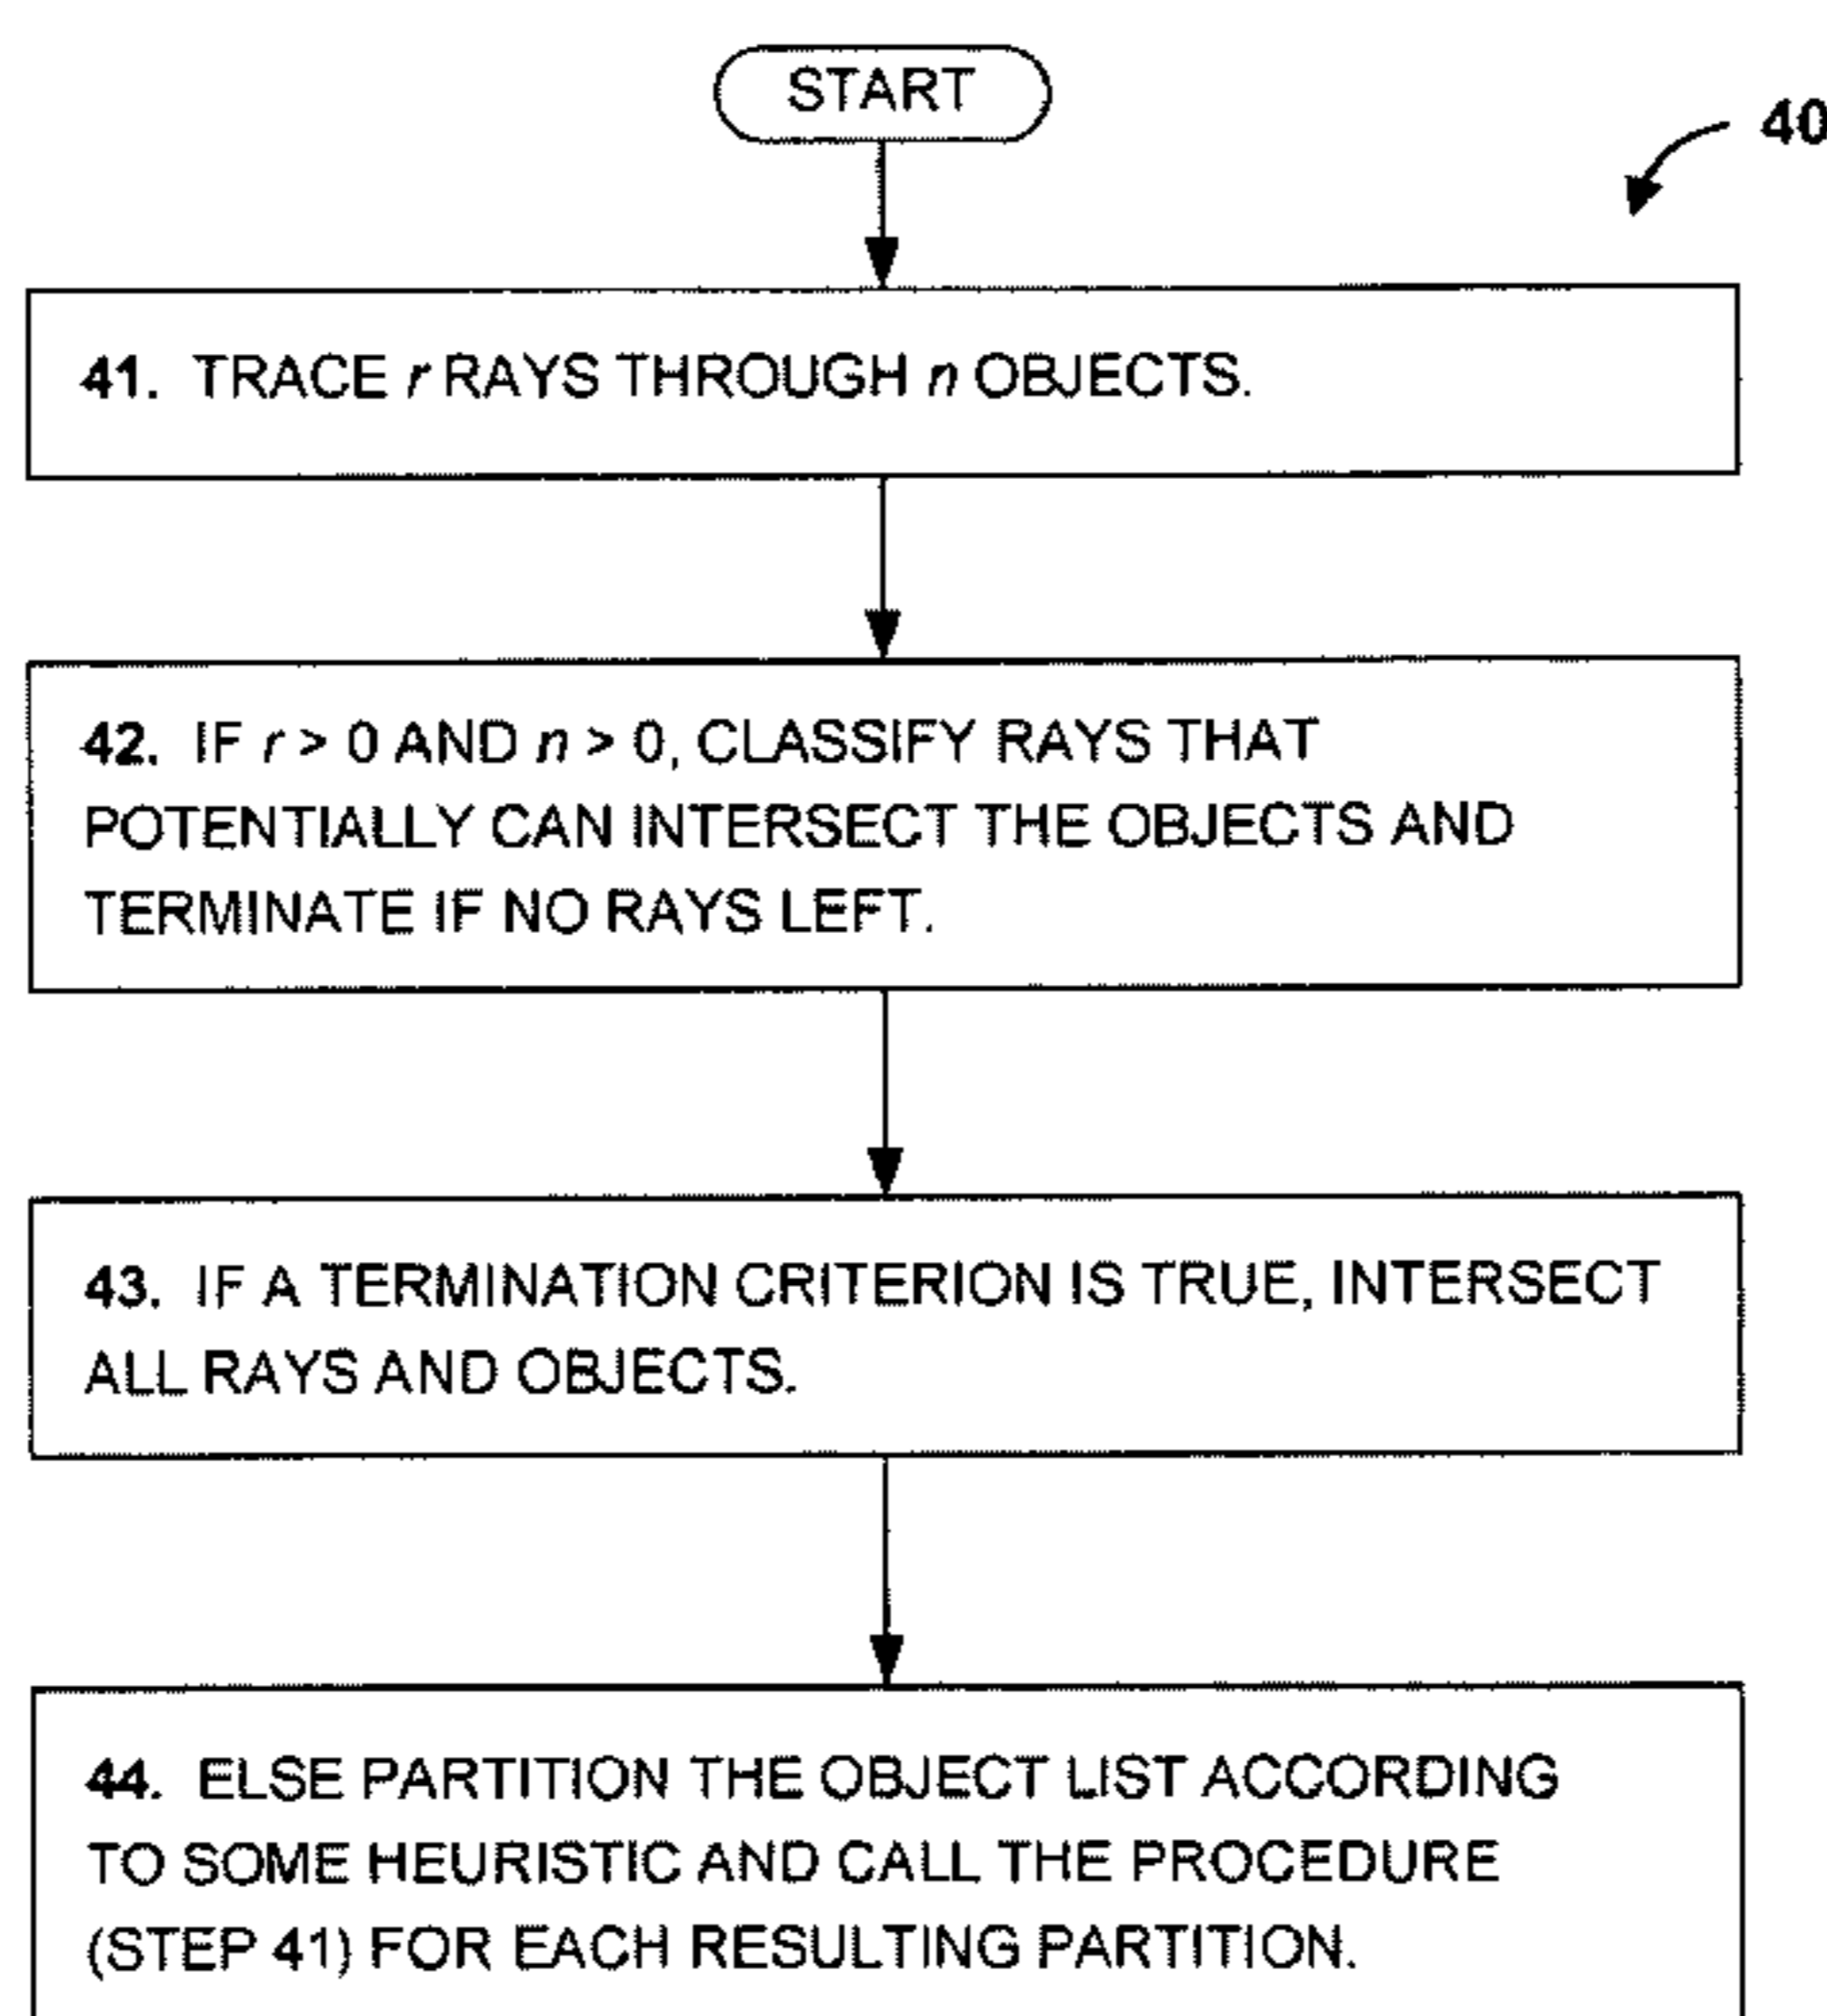 START
40
41. TRACE r RAYS THROUGH n OBJECTS.
42. IF r > 0 AND n > 0, CLASSIFY RAYS THAT
POTENTIALLY CAN INTERSECT THE OBJECTS AND
TERMINATE IF NO RAYS LEFT.
43. IF A TERMINATION CRITERION IS TRUE, INTERSECT
ALL RAYS AND OBJECTS.
44. ELSE PARTITION THE OBJECT LIST ACCORDING
TO SOME HEURISTIC AND CALL THE PROCEDURE
(STEP 41) FOR EACH RESULTING PARTITION.